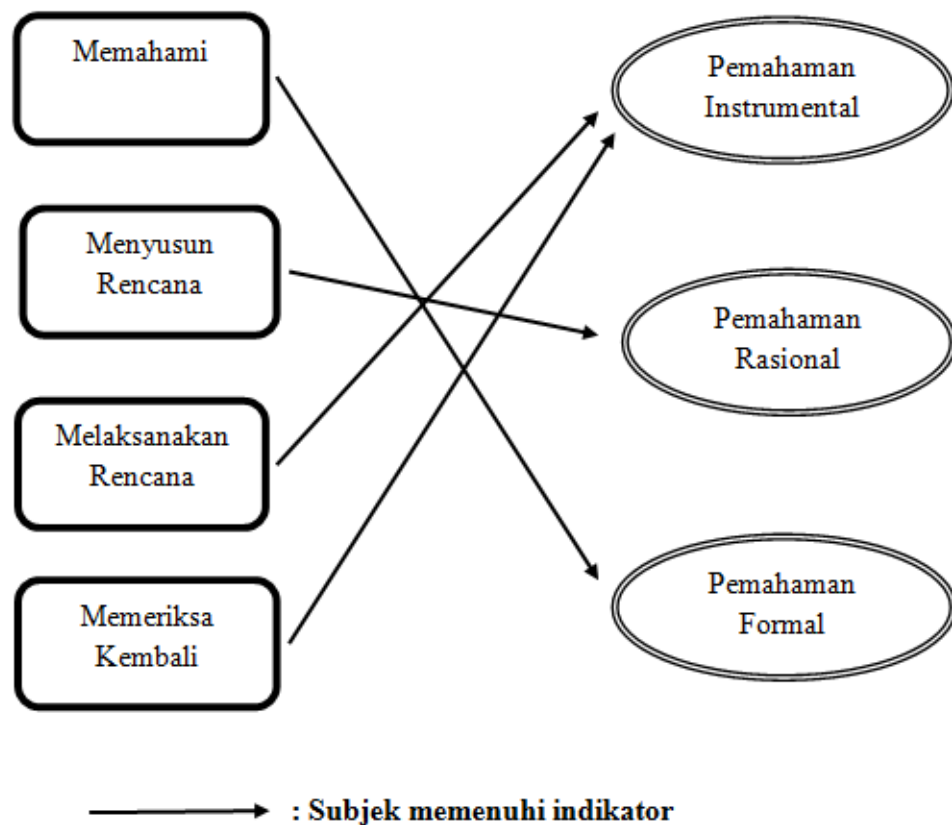 Memahami
Pemahaman
Instrumental
Menyusun
Rencana
Pemahaman
Rasional
Melaksanakan
Rencana
Memeriksa
Kembali
Pemahaman
Formal
: Subjek memenuhi indikator